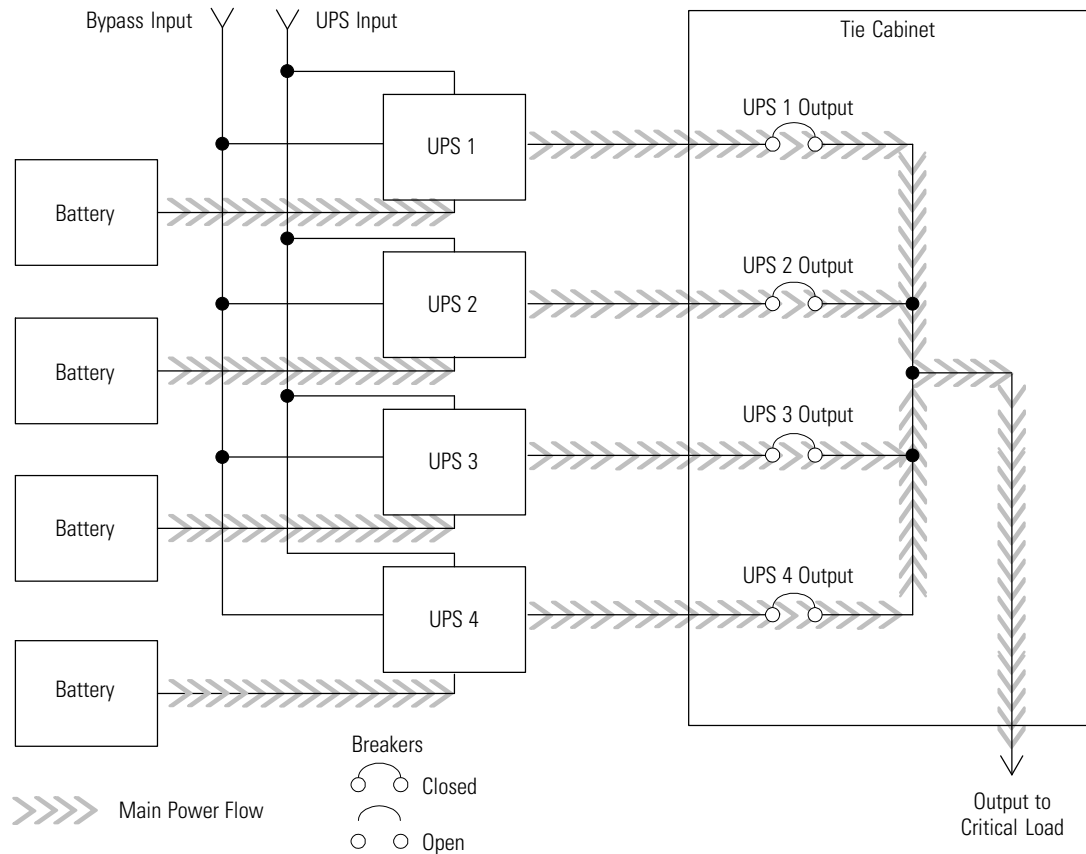 Bypass Input
UPS Input
Tie Cabinet
UPS 1 Output
UPS 1
Battery
UPS 2 Output
UPS 2
Battery
UPS 3 Output
UPS 3
Battery
UPS 4 Output
UPS 4
Battery
Breakers
Closed
Open
Main Power Flow
Output to
Critical Load